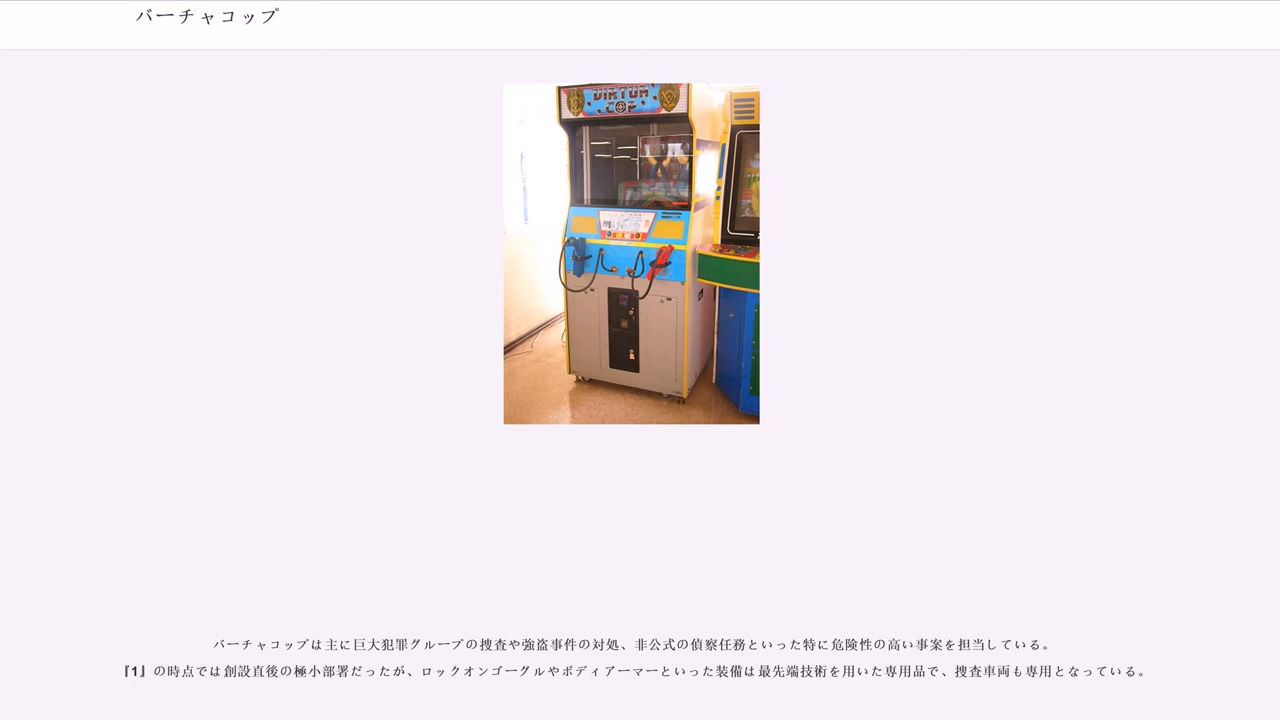 バーチャコップ
VIRTUA
COP
バーチャコップは主に巨大犯罪グループの捜査や強盗事件の対処、非公式の偵察任務といった特に危険性の高い事案を担当している。
『1』の時点では創設直後の極小部署だったが、ロックオンゴーグルやボディアーマーといった装備は最先端技術を用いた専用品で、捜査車両も専用となっている。